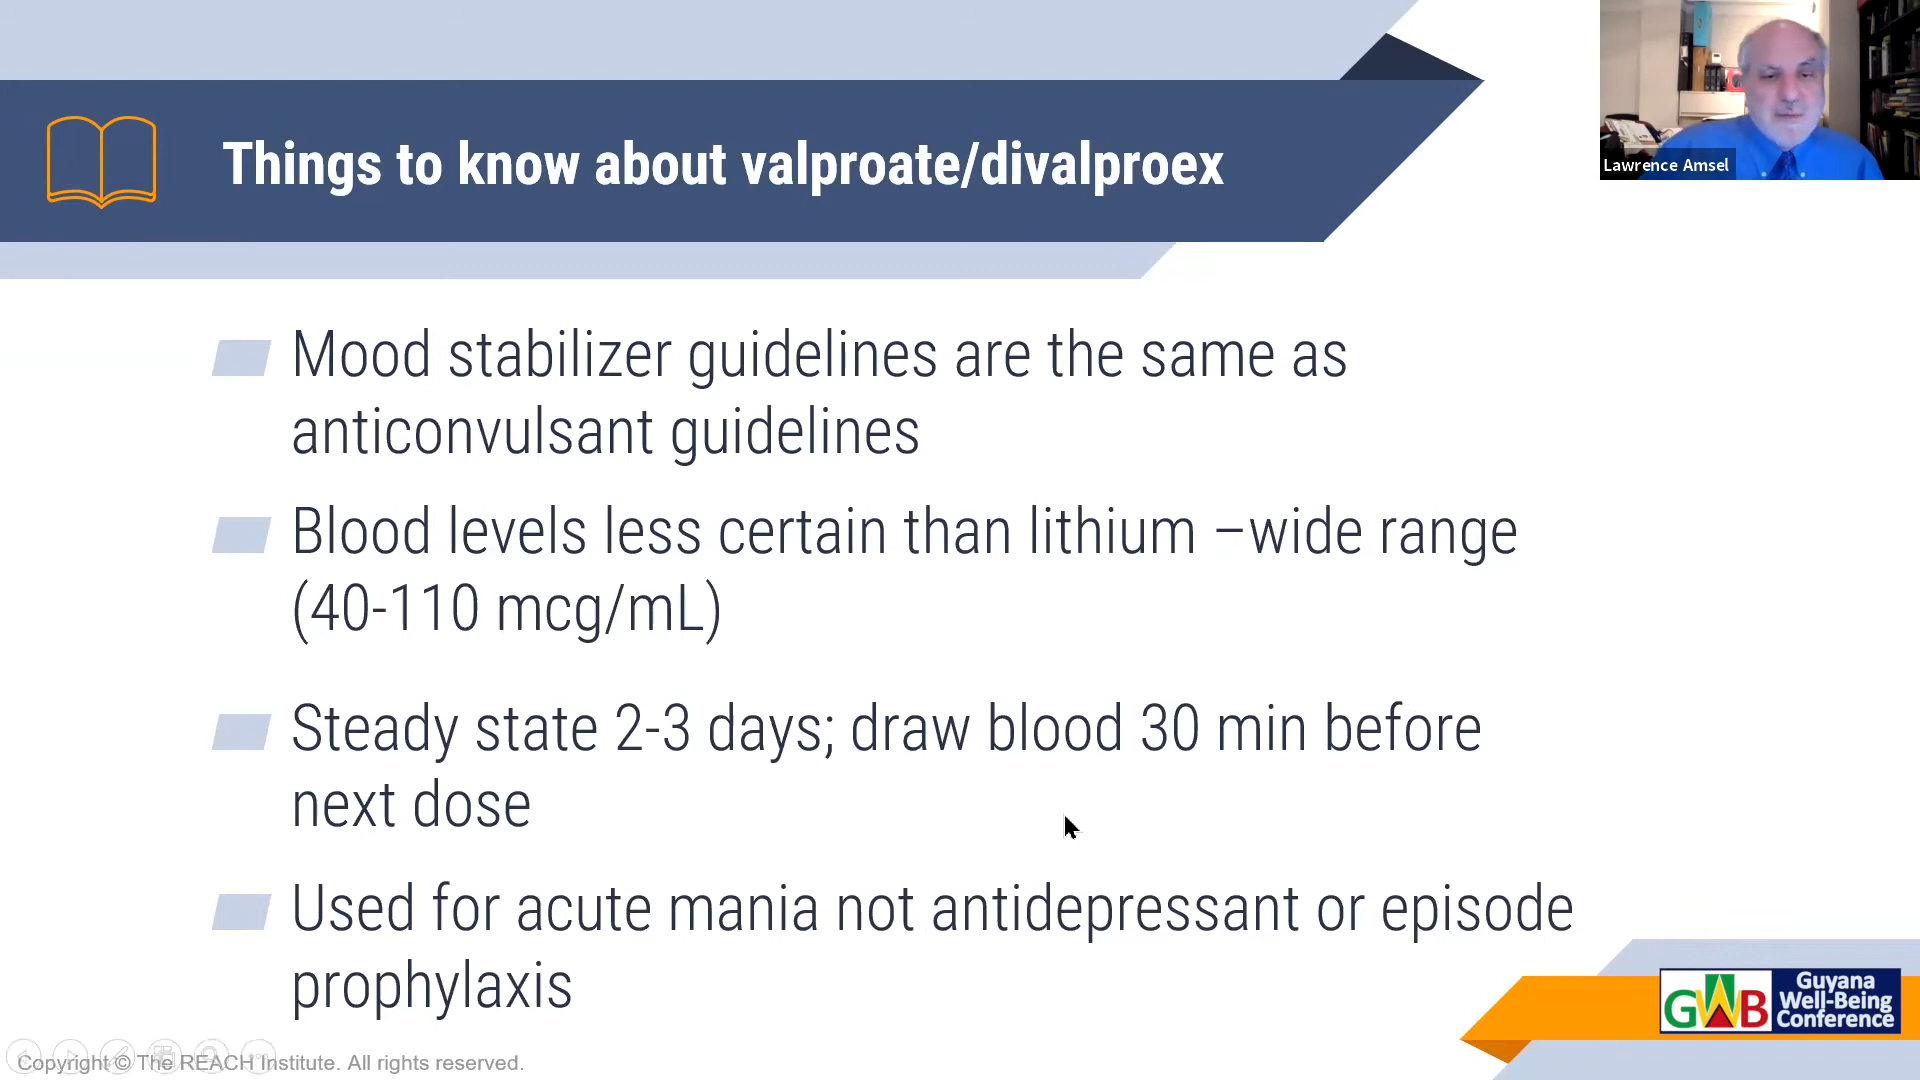 Things to know about valproate/divalproex
Lawrence Amsel
Mood stabilizer guidelines are the same as
anticonvulsant guidelines
Blood levels less certain than lithium –wide range
(40-110 mcg/mL)
Steady state 2-3 days; draw blood 30 min before
next dose
Used for acute mania not antidepressant or episode
prophylaxis
GWB
Guyana
Well-Being
Conference
Copyright © The REACH Institute. All rights reserved.